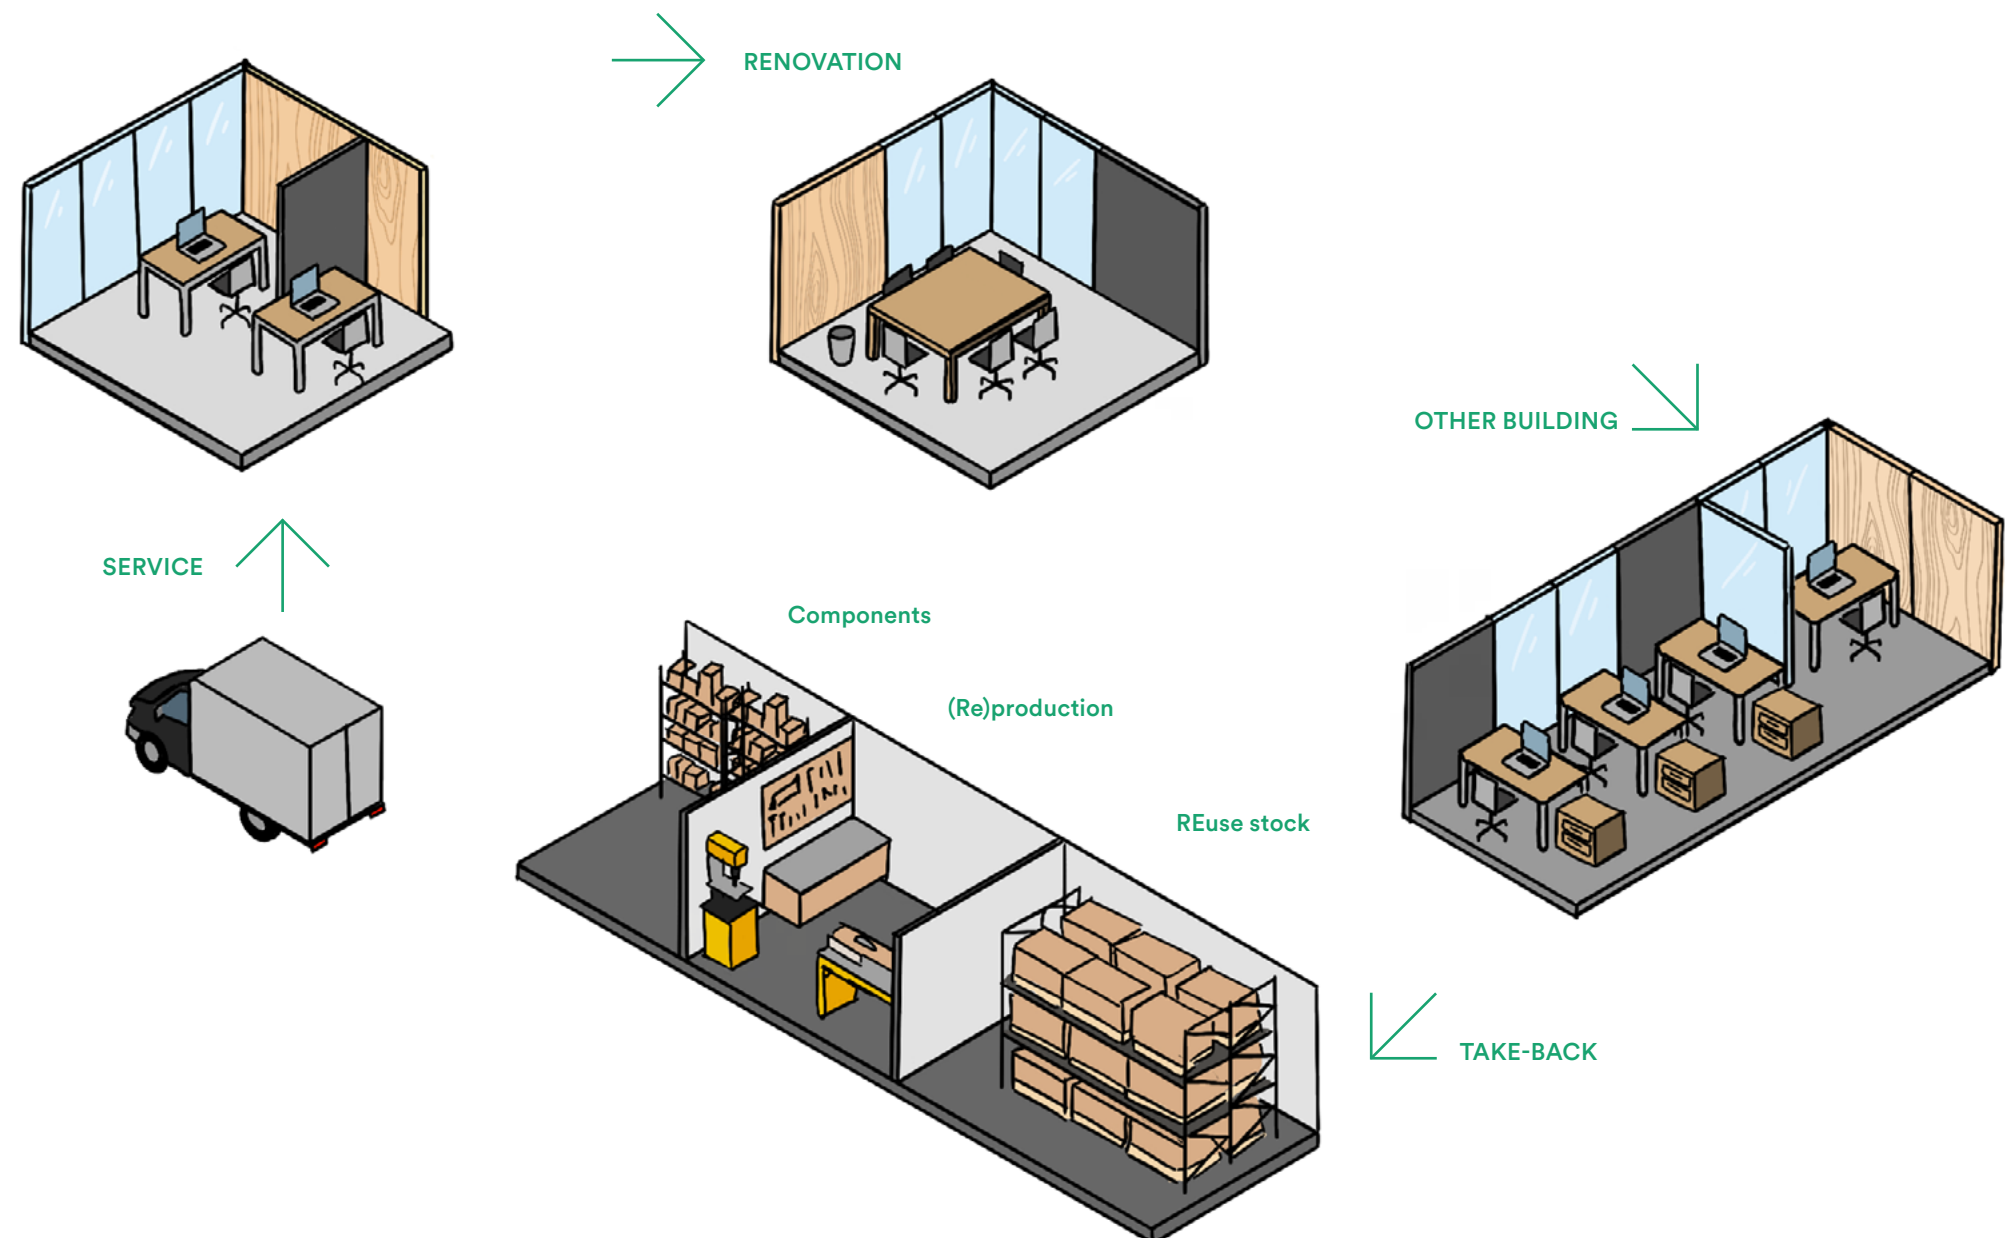 RENOVATION
OTHER BUILDING
SERVICE
Components
(Re)production
REuse stock
TAKE-BACK